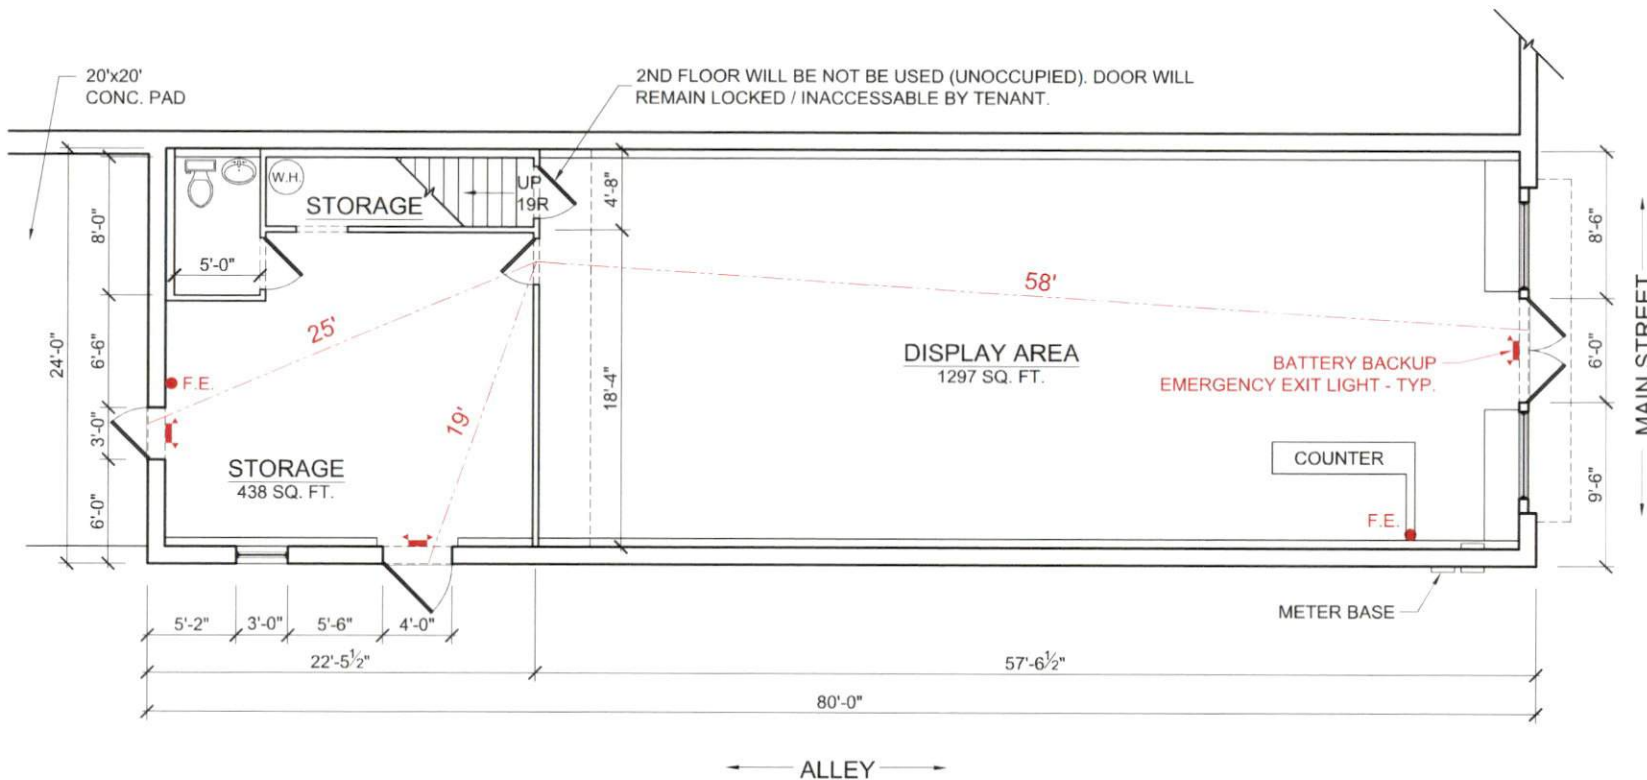 20'x20'
CONC. PAD
2ND FLOOR WILL BE NOT BE USED (UNOCCUPIED). DOOR WILL
REMAIN LOCKED / INACCESSABLE BY TENANT.
W.H.
STORAGE
UP
19R
4'-8"
8'-0"
5'-0"
8'-6"
25'
58'
24'-0"
6'-6"
F.E.
18'-4"
DISPLAY AREA
1297 SQ. FT.
BATTERY BACKUP
EMERGENCY EXIT LIGHT - TYP.
6'-0"
MAIN STREET
3'-0"
19'
STORAGE
438 SQ. FT.
COUNTER
6'-0"
F.E.
9'-6"
METER BASE
5'-2"
3'-0"
5'-6"
4'-0"
22'-5½"
57'-6½"
80'-0"
ALLEY